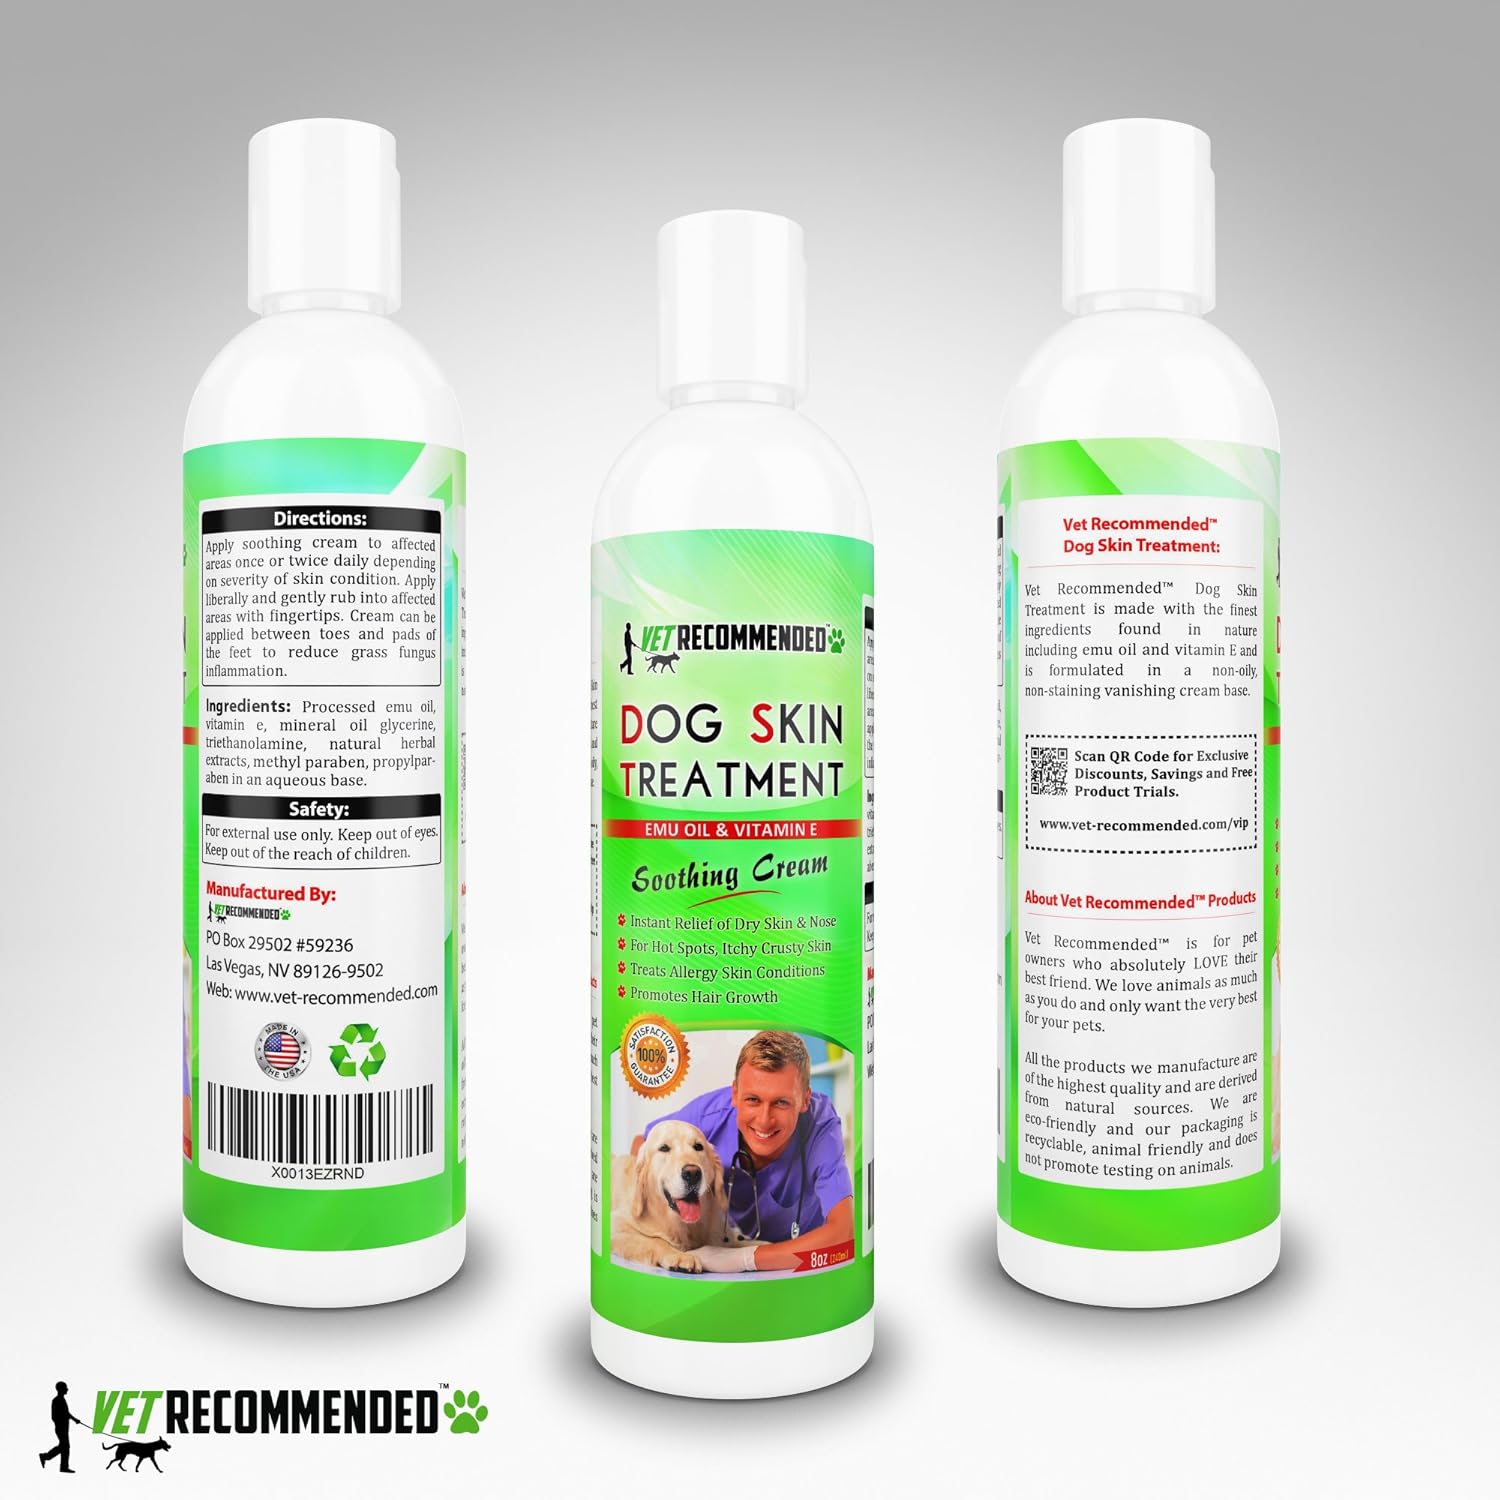 Directions:
Apply soothing cream to affected
areas once or twice daily depending
on severity of skin condition. Apply
liberally and gently rub into affected
areas with fingertips. Cream can be
applied between toes and pads of
the feet to reduce grass fungus
inflammation.
Ingredients: Processed emu oil,
vitamin e, mineral oil glycerine,
triethanolamine, natural herbal
extracts, methyl paraben, propylpar-
aben in an aqueous base.
Safety:
For external use only. Keep out of eyes.
Keep out of the reach of children.
Manufactured By:
VETRECOMMENDED
PO Box 29502 #59236
Las Vegas, NV 89126-9502
Web: www.vet-recommended.com
MADE IN
THE USA
X0013EZRND
VETRECOMMENDED™
DOG SKIN
TREATMENT
EMU OIL & VITAMIN E
Soothing Cream
Instant Relief of Dry Skin & Nose
For Hot Spots, Itchy Crusty Skin
Treats Allergy Skin Conditions
Promotes Hair Growth
SATISFACTION
100%
GUARANTEE
8oz (240ml)
Vet Recommended™
Dog Skin Treatment:
Vet Recommended™ Dog Skin
Treatment is made with the finest
ingredients found in nature
including emu oil and vitamin E and
is formulated in a non-oily,
non-staining vanishing cream base.
Scan QR Code for Exclusive
Discounts, Savings and Free
Product Trials.
www.vet-recommended.com/vip
About Vet Recommended™ Products
Vet Recommended™ is for pet
owners who absolutely LOVE their
best friend. We love animals as much
as you do and only want the very best
for your pets.
All the products we manufacture are
of the highest quality and are derived
from natural sources. We are
eco-friendly and our packaging is
recyclable, animal friendly and does
not promote testing on animals.
VETRECOMMENDED™